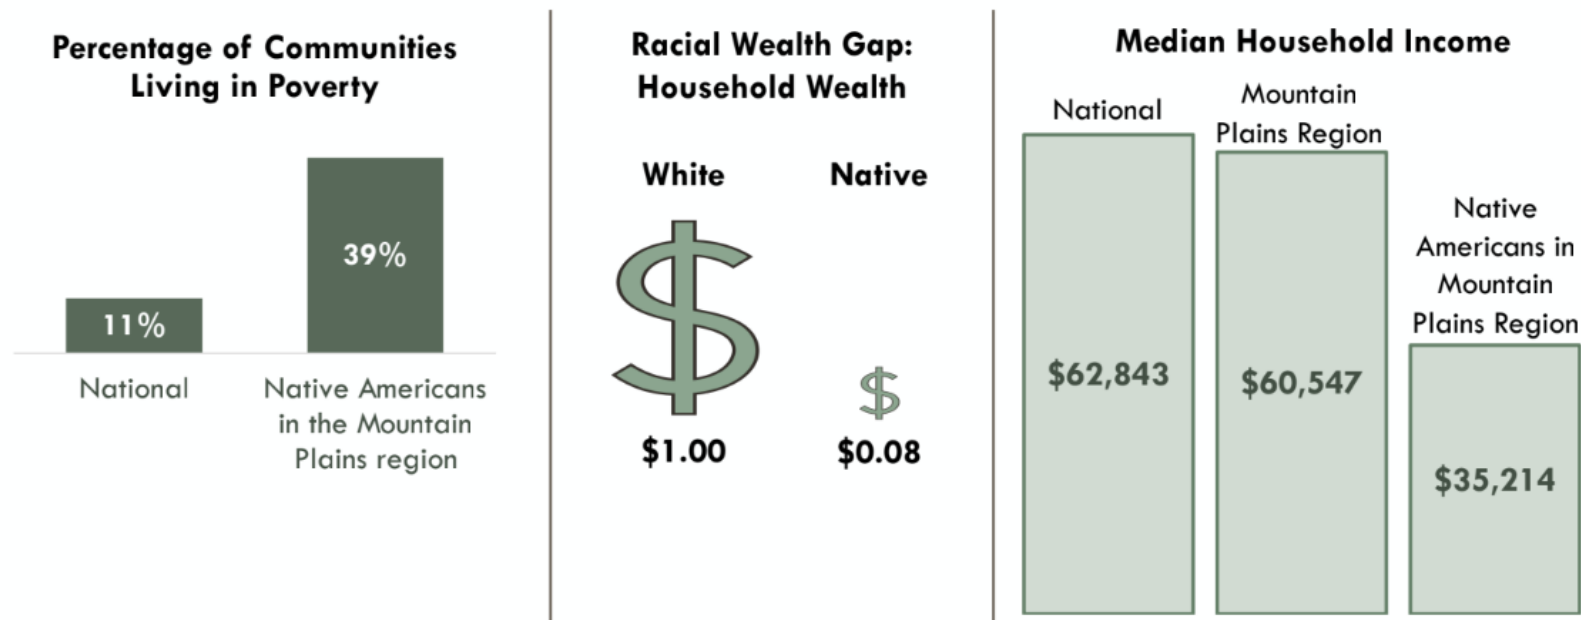 Percentage of Communities
Living in Poverty
11%
39%
National
Native Americans
in the Mountain
Plains region
Racial Wealth Gap:
Household Wealth
White
Native
$
$
$1.00
$0.08
Median Household Income
National
Mountain
Plains Region
Native
Americans in
Mountain
Plains Region
$62,843
$60,547
$35,214